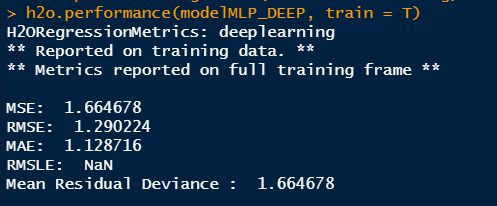 > h2o.performance(modelMLP_DEEP, train = T)
H2ORegressionMetrics: deeplearning
** Reported on training data. **
** Metrics reported on full training frame **
MSE:  1.664678
RMSE:  1.290224
MAE:  1.128716
RMSLE:  NaN
Mean Residual Deviance :  1.664678